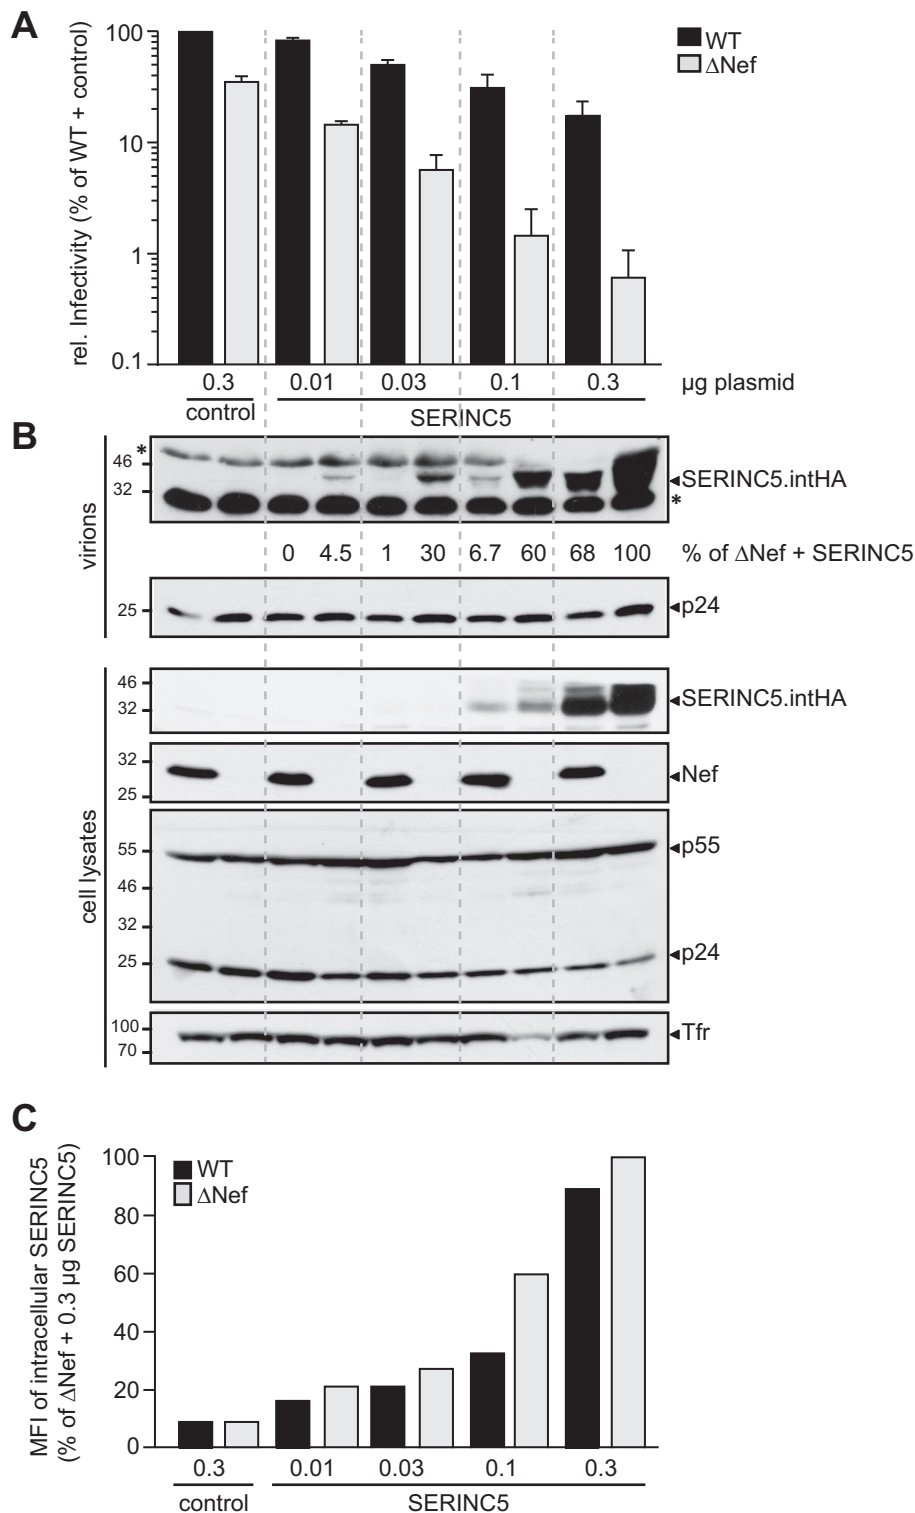 A
rel. Infectivity (% of WT + control)
100
10
1
0.1
WT
ΔNef
0.3 0.01 0.03 0.1 0.3 µg plasmid
control SERINC5
B
virions
*
46
32
SERINC5.intHA
*
0 4.5 1 30 6.7 60 68 100 % of ΔNef + SERINC5
25
p24
cell lysates
46
32
SERINC5.intHA
32
25
Nef
55
46
32
25
p55
p24
100
70
Tfr
C
MFI of intracellular SERINC5
(% of ΔNef + 0.3 µg SERINC5)
100
80
60
40
20
0
WT
ΔNef
0.3 0.01 0.03 0.1 0.3
control SERINC5